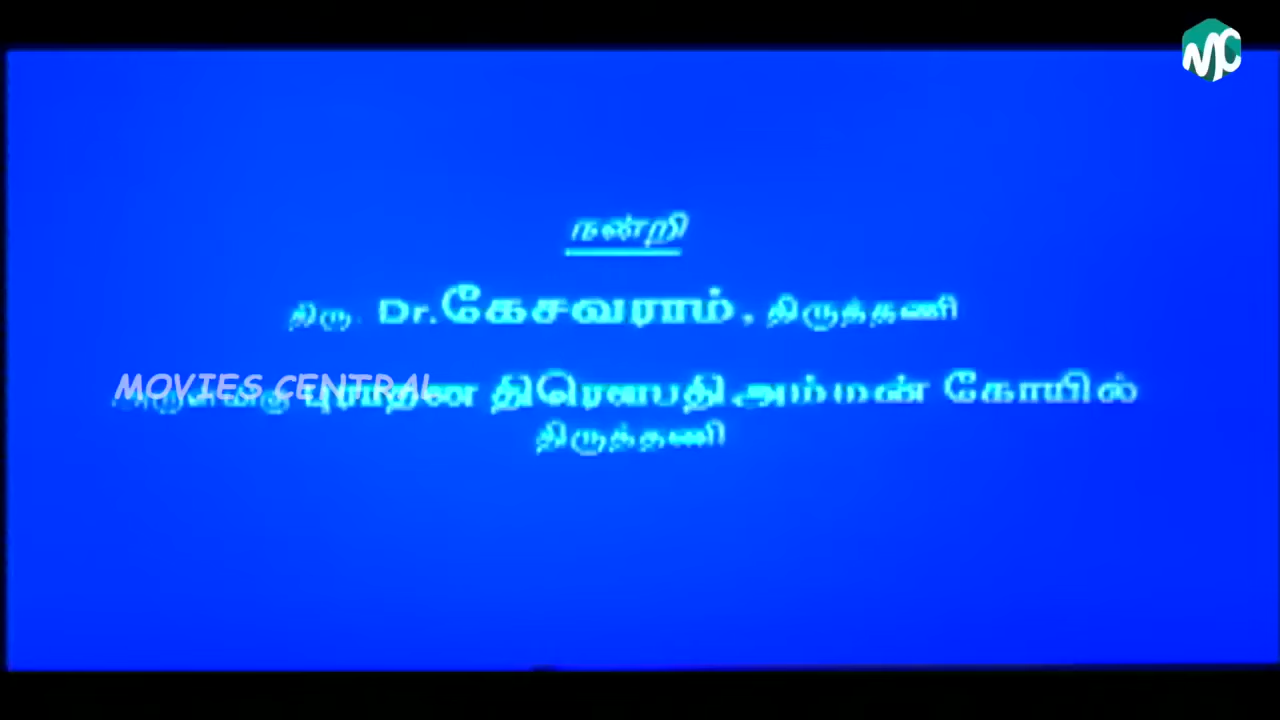 நன்றி
திரு. Dr.கேசவராம், திருத்தணி
MOVIES CENTRAL
திரௌபதி அம்மன் கோயில்
திருத்தணி